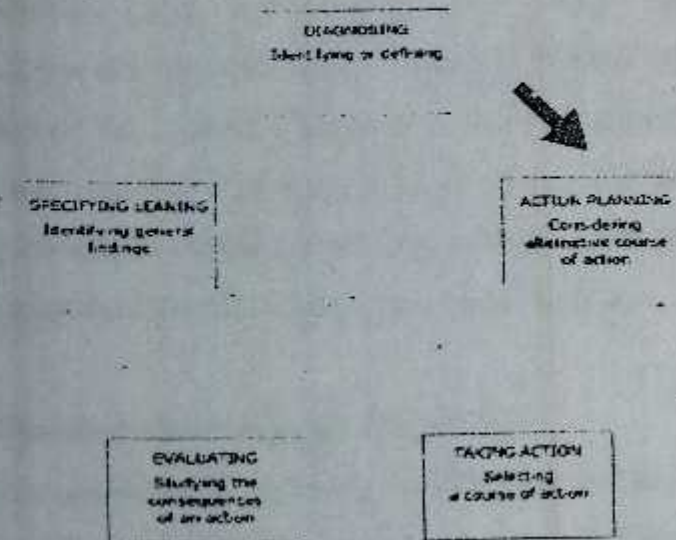 DIAGNOSING
Identifying or defining
SPECIFYING LEANING
Identifying general
findings
ACTION PLANNING
Considering
alternative course
of action
EVALUATING
Studying the
consequences
of an action
TAKING ACTION
Selecting
a course of action